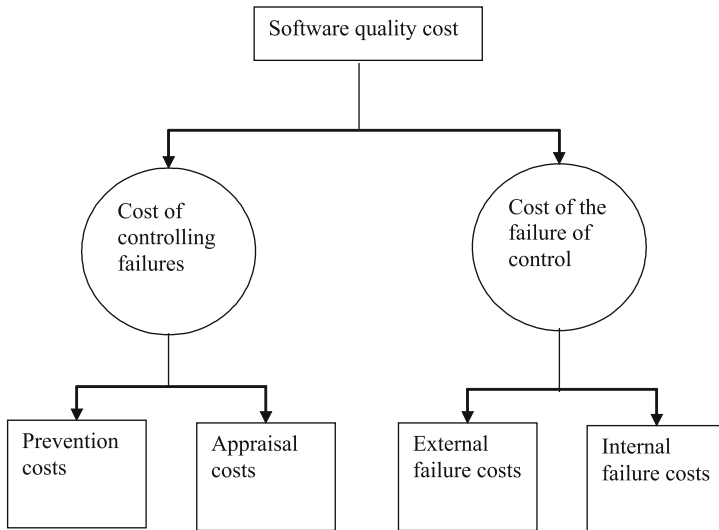 Software quality cost
Cost of
controlling
failures
Cost of the
failure of
control
Prevention
costs
Appraisal
costs
External
failure costs
Internal
failure costs